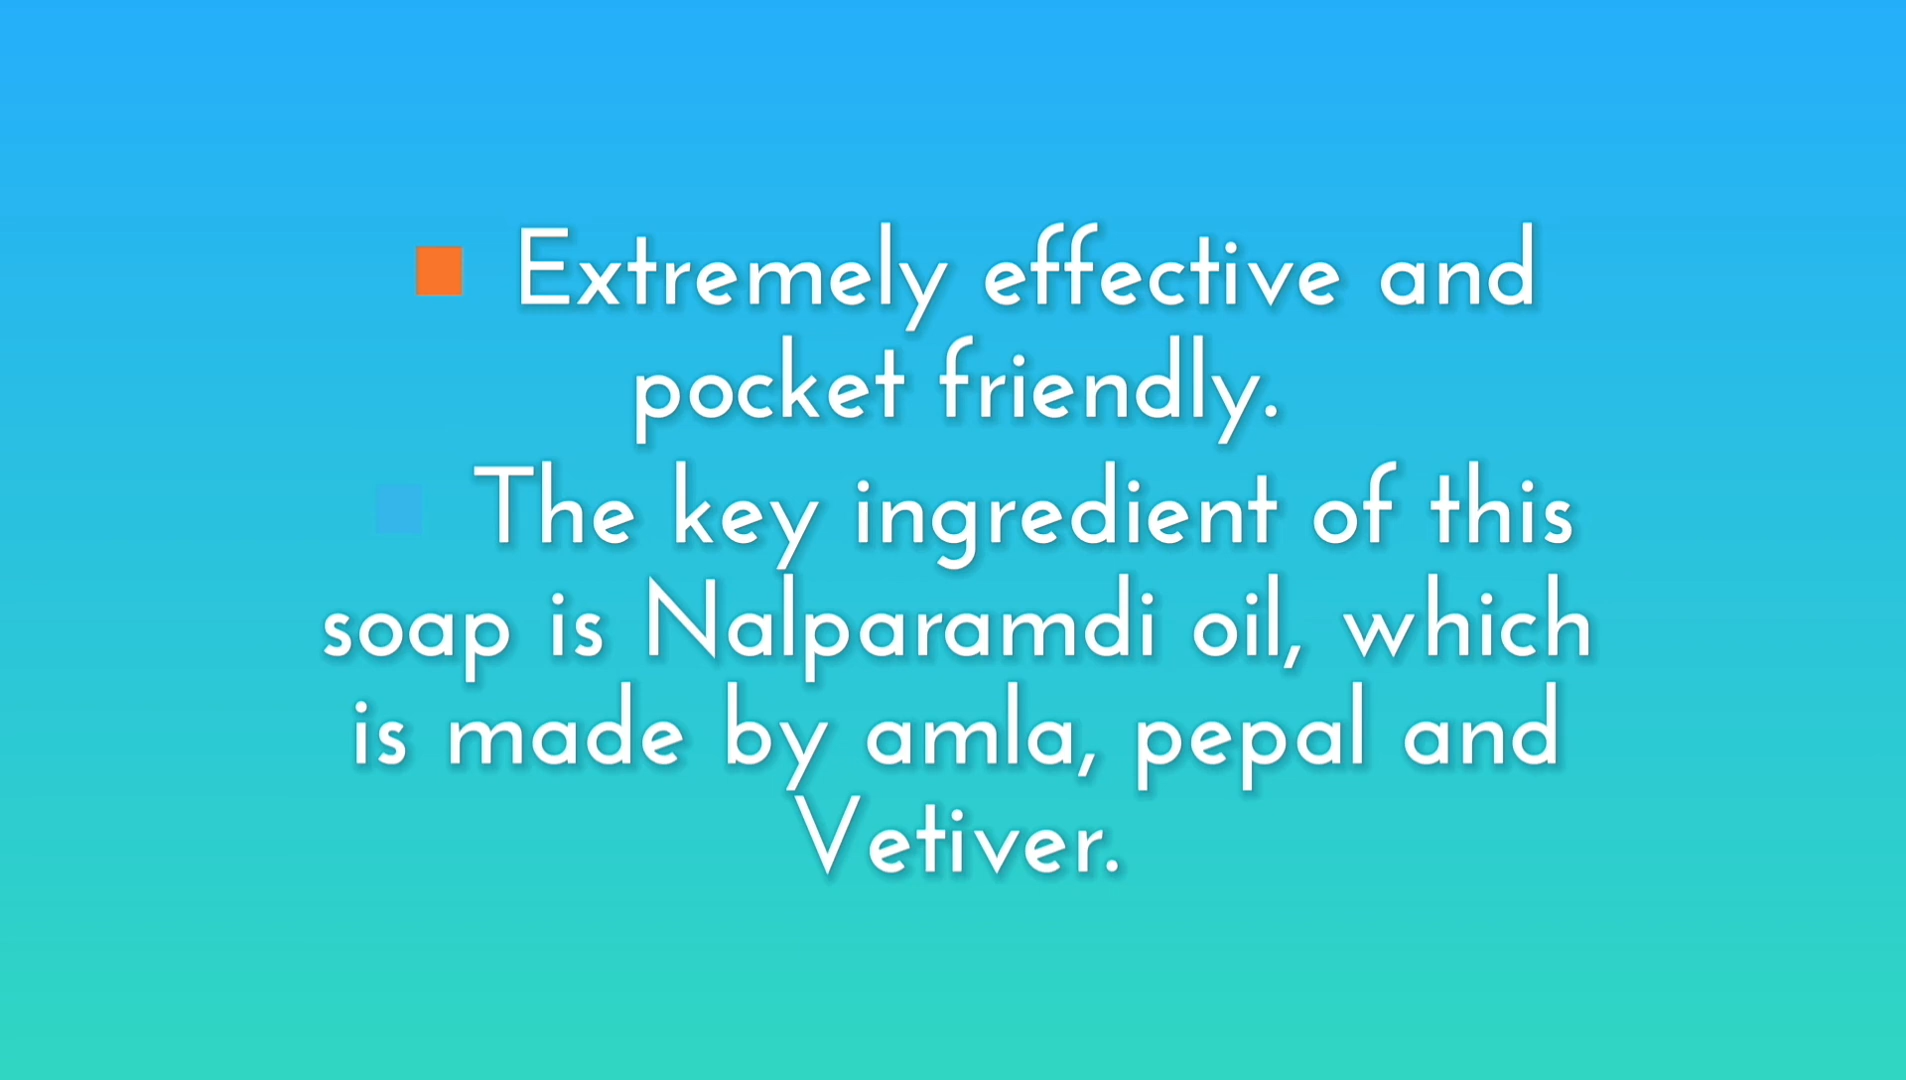 Extremely effective and
pocket friendly.
The key ingredient of this
soap is Nalparamdi oil, which
is made by amla, pepal and
Vetiver.